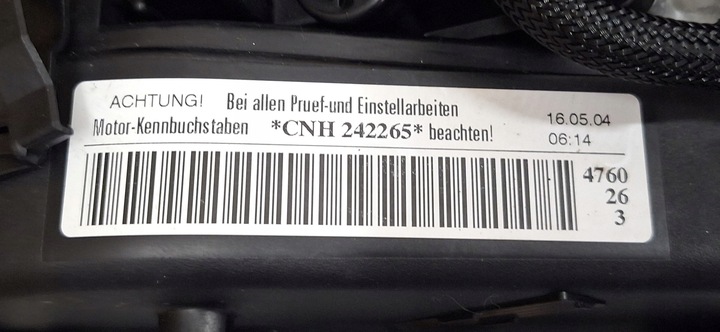 ACHTUNG! Bei allen Pruef-und Einstellarbeiten
Motor-Kennbuchstaben *CNH 242265* beachten!
16.05.04
06:14
4760
26
3